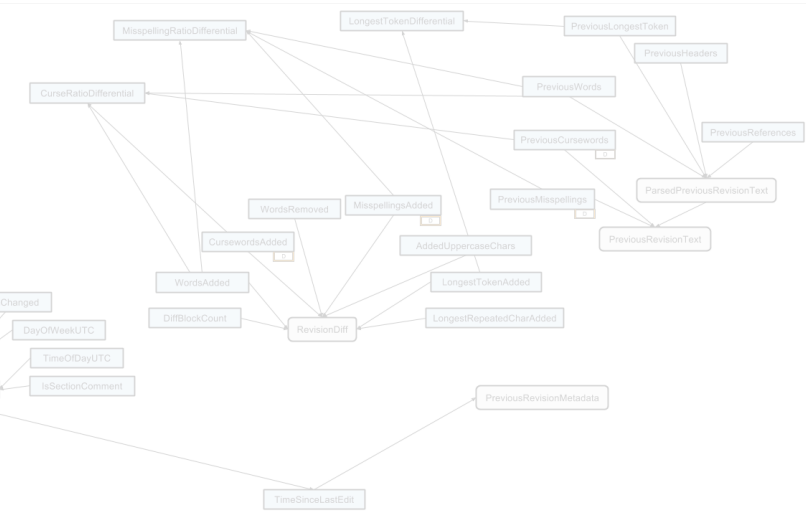 LongestTokenDifferential
PreviousLongestToken
MisspellingRatioDifferential
PreviousHeaders
PreviousWords
CurseRatioDifferential
PreviousReferences
PreviousCursewords
ParsedPreviousRevisionText
PreviousMisspellings
MisspellingsAdded
WordsRemoved
PreviousRevisionText
CursewordsAdded
AddedUppercaseChars
WordsAdded
LongestTokenAdded
Changed
DiffBlockCount
LongestRepeatedCharAdded
RevisionDiff
DayOfWeekUTC
TimeOfDayUTC
IsSectionComment
PreviousRevisionMetadata
TimeSinceLastEdit